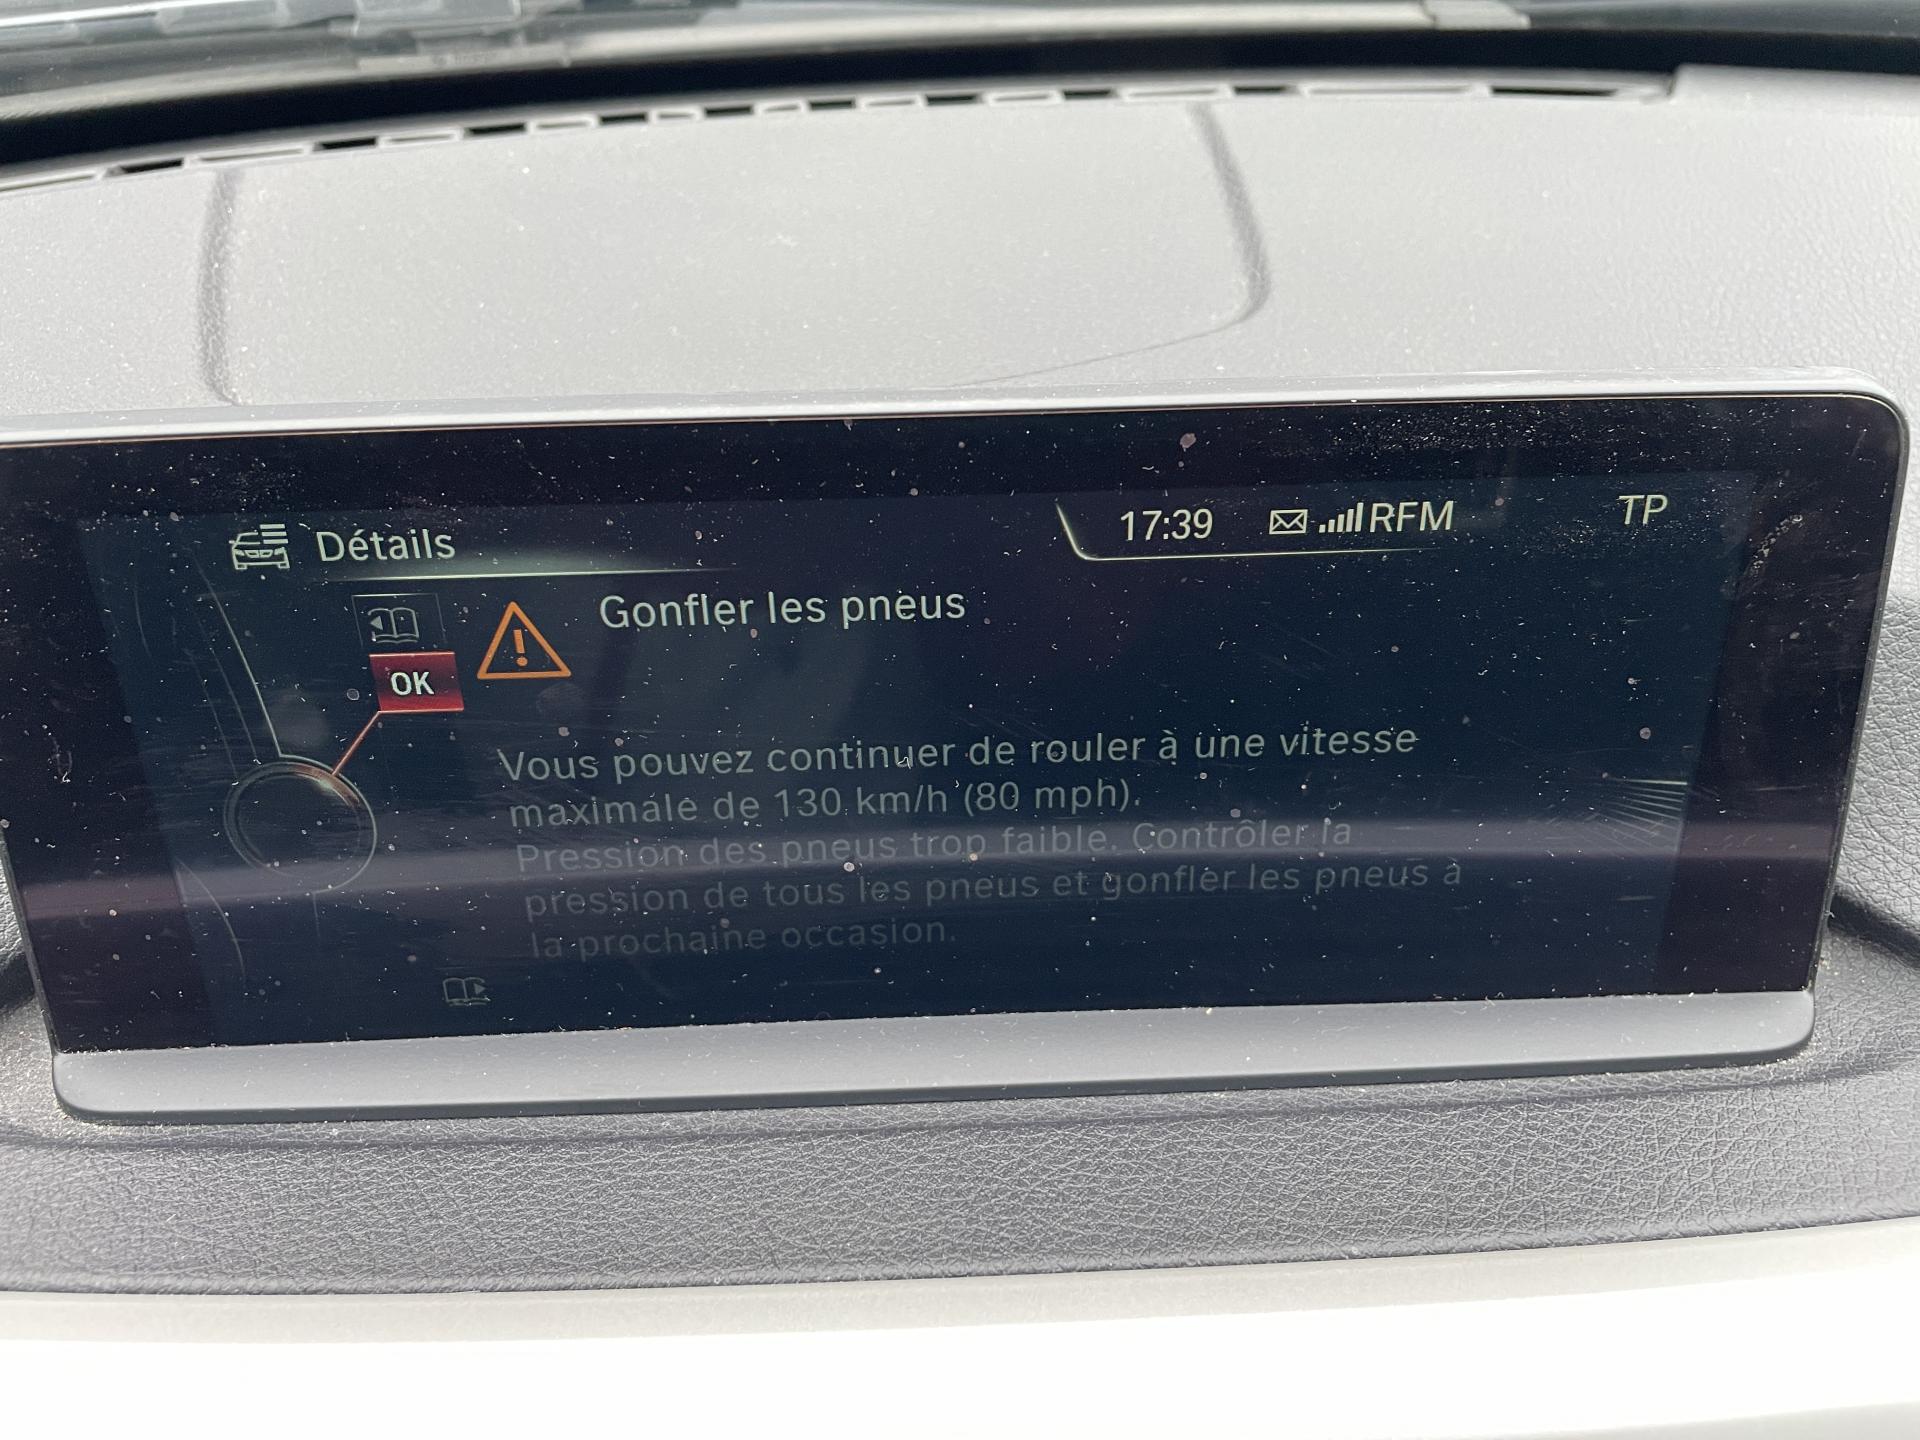 Détails
17:39
RFM
TP
Gonfler les pneus
OK
Vous pouvez continuer de rouler à une vitesse
maximale de 130 km/h (80 mph).
Pression des pneus trop faible. Contrôler la
pression de tous les pneus et gonfler les pneus à
la prochaine occasion.